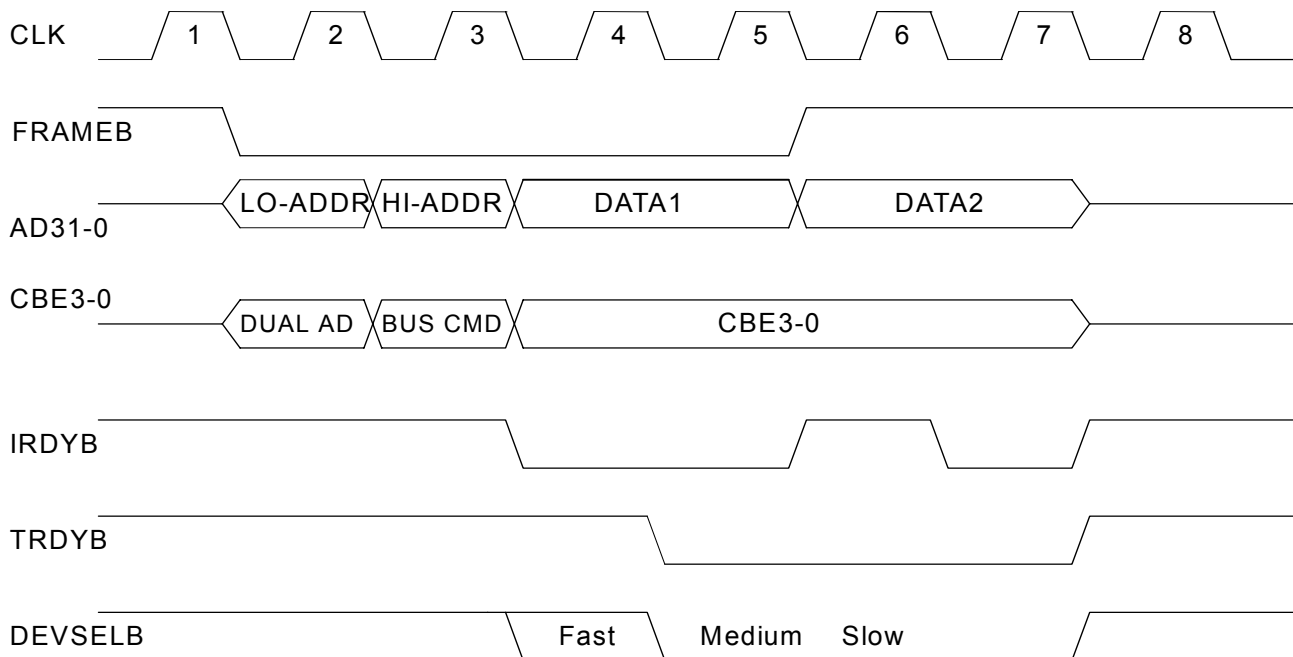 CLK 1 2 3 4 5 6 7 8
FRAMEB
LO-ADDR HI-ADDR DATA1 DATA2
AD31-0
CBE3-0
DUAL AD BUS CMD CBE3-0
IRDYB
TRDYB
DEVSELB Fast Medium Slow